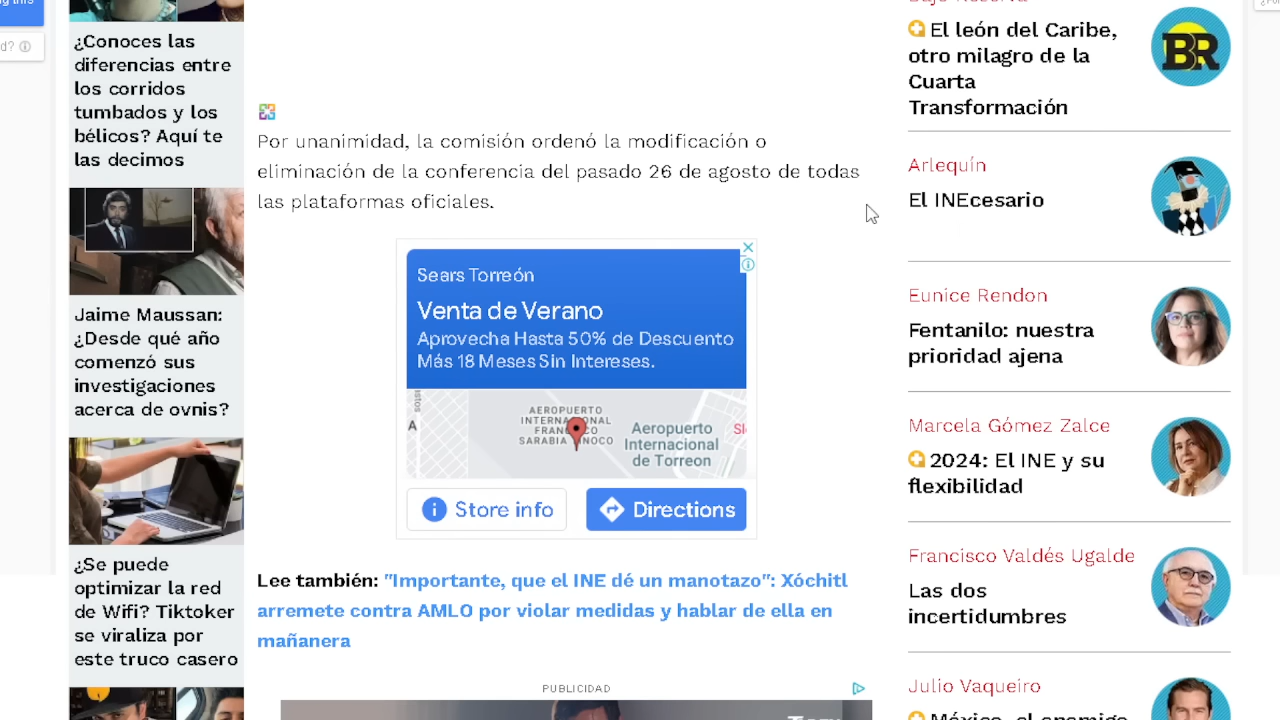 ¿Conoces las
diferencias entre
los corridos
tumbados y los
bélicos? Aquí te
las decimos
Jaime Maussan:
¿Desde qué año
comenzó sus
investigaciones
acerca de ovnis?
¿Se puede
optimizar la red
de Wifi? Tiktoker
se viraliza por
este truco casero
Por unanimidad, la comisión ordenó la modificación o
eliminación de la conferencia del pasado 26 de agosto de todas
las plataformas oficiales.
Sears Torreón
Venta de Verano
Aprovecha Hasta 50% de Descuento
Más 18 Meses Sin Intereses.
AEROPUERTO
Aeropuerto
Internacional
de Torreon
Store info
Directions
Lee también: "Importante, que el INE dé un manotazo": Xóchitl
arremete contra AMLO por violar medidas y hablar de ella en
mañanera
PUBLICIDAD
El león del Caribe,
otro milagro de la
Cuarta
Transformación
BR
Arlequín
El INEcesario
Eunice Rendon
Fentanilo: nuestra
prioridad ajena
Marcela Gómez Zalce
2024: El INE y su
flexibilidad
Francisco Valdés Ugalde
Las dos
incertidumbres
Julio Vaqueiro
México, el enemigo